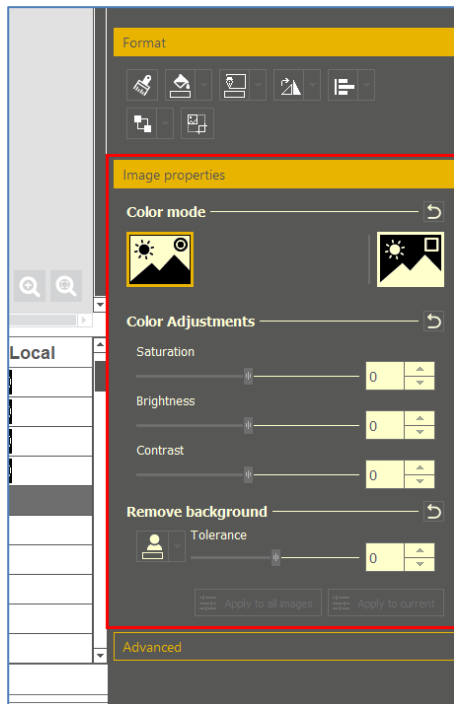 Format
Image properties
Color mode
Color Adjustments
Local
Saturation
0
Brightness
0
Contrast
0
Remove background
Tolerance
0
Apply to all images
Apply to current
Advanced